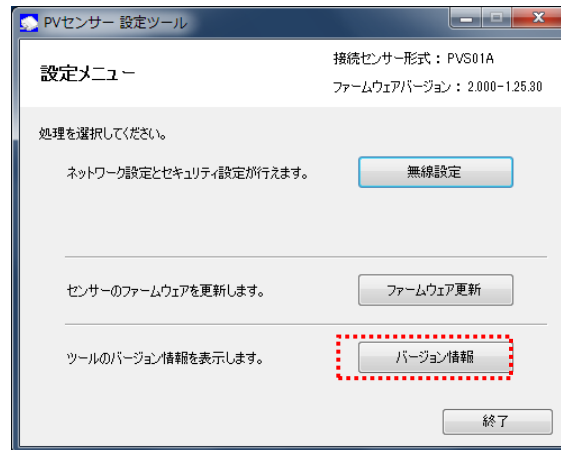 PVセンサー 設定ツール
設定メニュー
接続センサー形式： PVS01A
ファームウェアバージョン： 2.000-1.25.30
処理を選択してください。
ネットワーク設定とセキュリティ設定が行えます。
無線設定
センサーのファームウェアを更新します。
ファームウェア更新
ツールのバージョン情報を表示します。
バージョン情報
終了